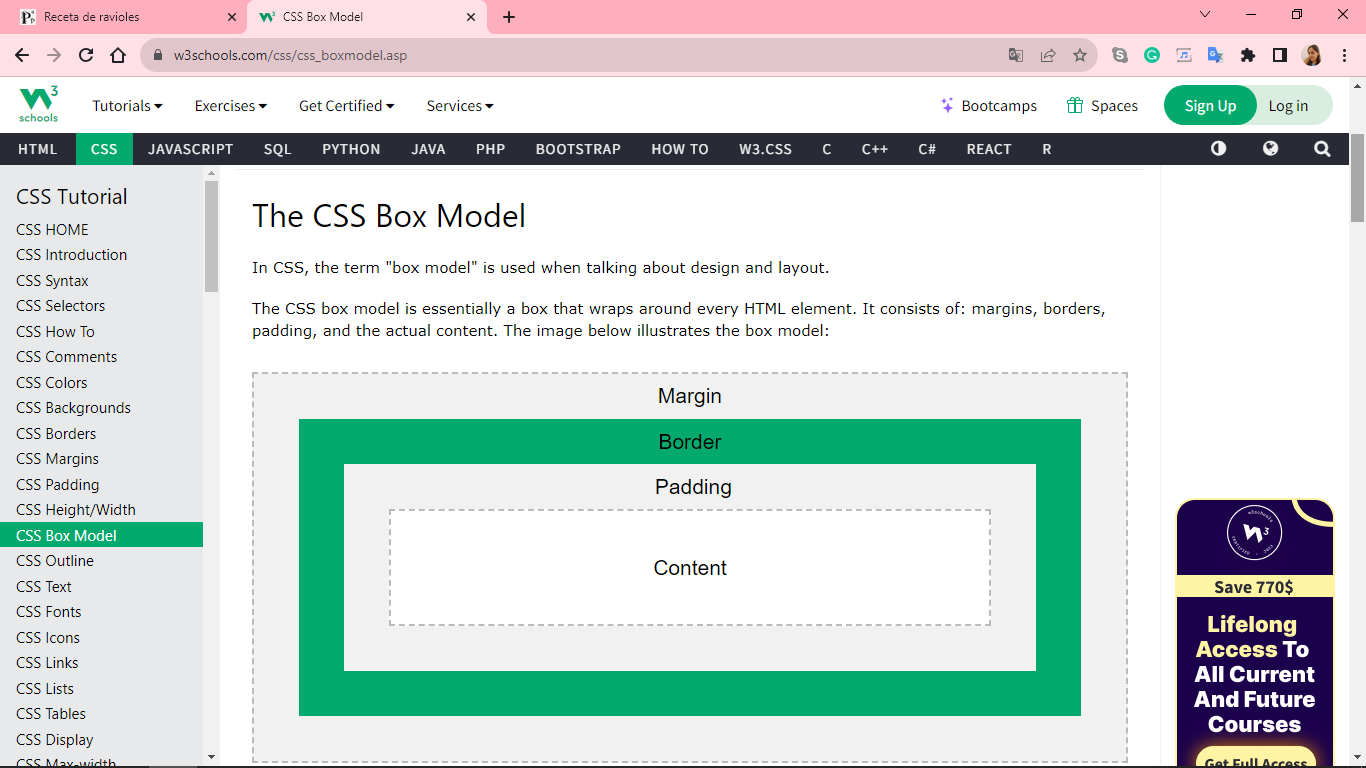 Receta de ravioles
CSS Box Model
w3schools.com/css/css_boxmodel.asp
W3 schools
Tutorials
Exercises
Get Certified
Services
Bootcamps
Spaces
Sign Up
Log in
HTML CSS JAVASCRIPT SQL PYTHON JAVA PHP BOOTSTRAP HOW TO W3.CSS C C++ C# REACT R
CSS Tutorial
CSS HOME
CSS Introduction
CSS Syntax
CSS Selectors
CSS How To
CSS Comments
CSS Colors
CSS Backgrounds
CSS Borders
CSS Margins
CSS Padding
CSS Height/Width
CSS Box Model
CSS Outline
CSS Text
CSS Fonts
CSS Icons
CSS Links
CSS Lists
CSS Tables
CSS Display
CSS Max-width
The CSS Box Model
In CSS, the term "box model" is used when talking about design and layout.
The CSS box model is essentially a box that wraps around every HTML element. It consists of: margins, borders,
padding, and the actual content. The image below illustrates the box model:
Margin
Border
Padding
Content
Save 770$
Lifelong
Access To
All Current
And Future
Courses
Get Full Access